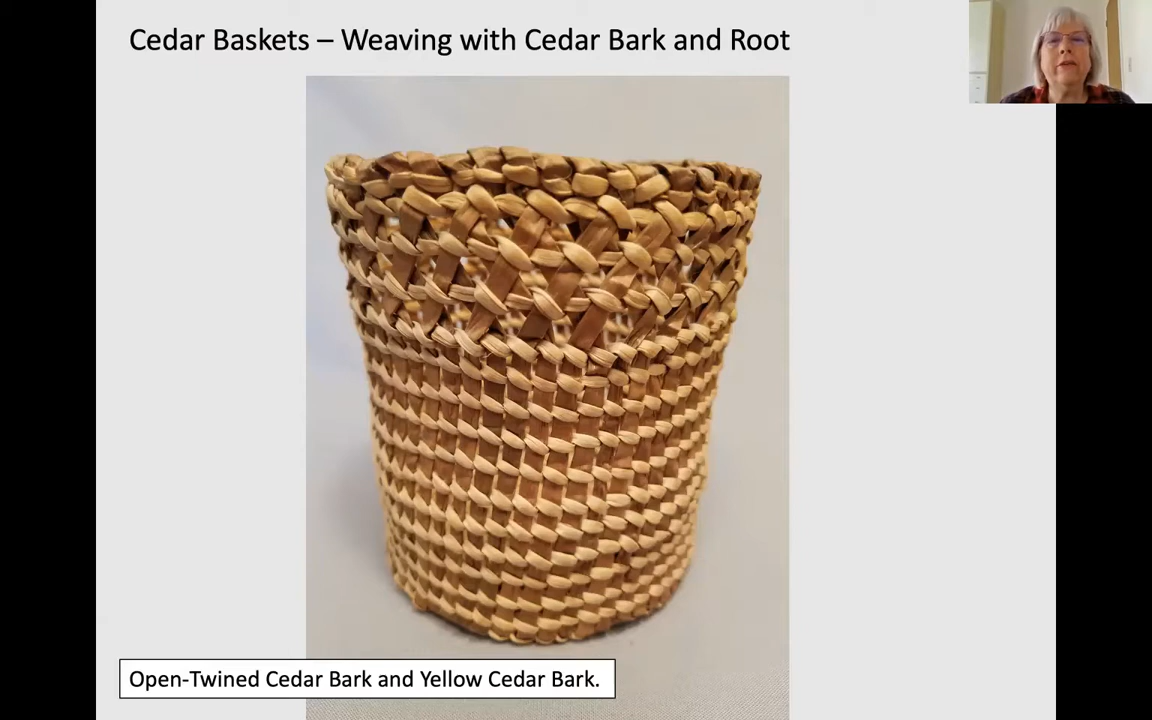 Cedar Baskets – Weaving with Cedar Bark and Root
Open-Twined Cedar Bark and Yellow Cedar Bark.